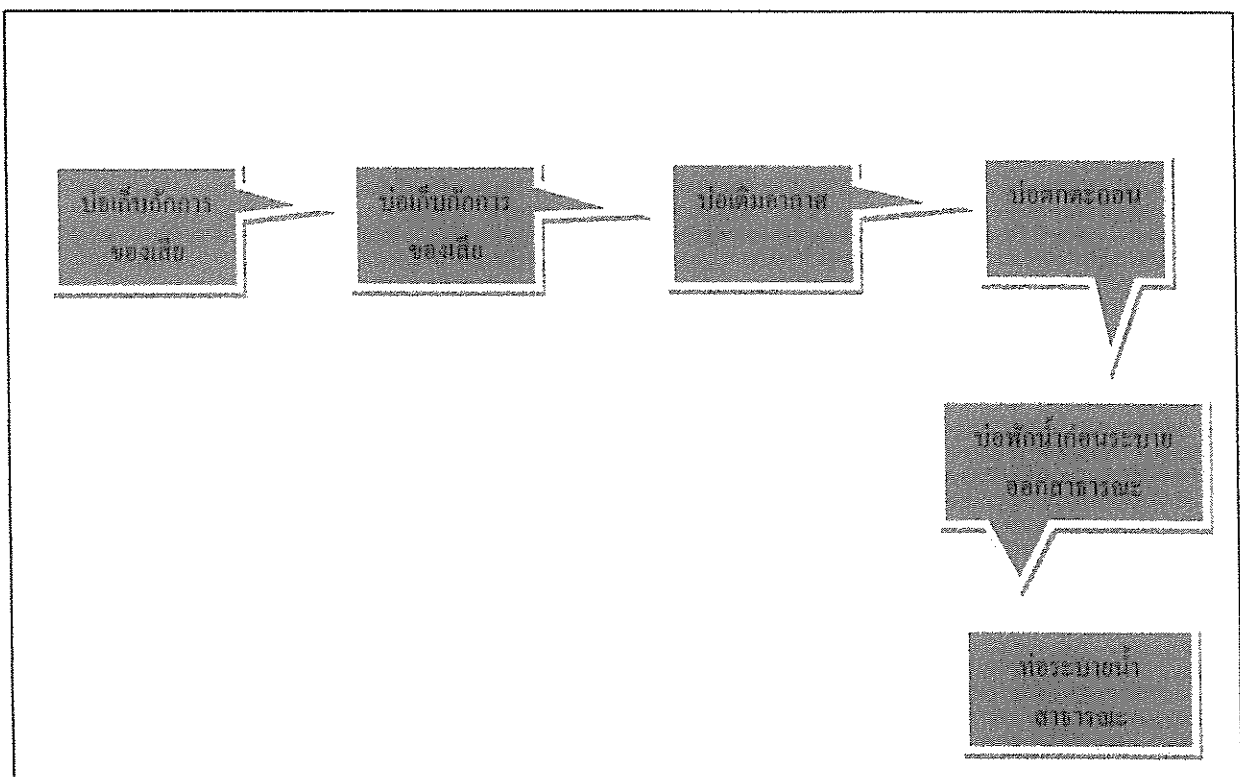 บ่อเก็บกักการ
ของเสีย
บ่อเก็บกักการ
ของเสีย
บ่อเติมอากาศ
บ่อตกตะกอน
บ่อพักน้ำก่อนระบาย
ออกสาธารณะ
ท่อระบายน้ำ
สาธารณะ